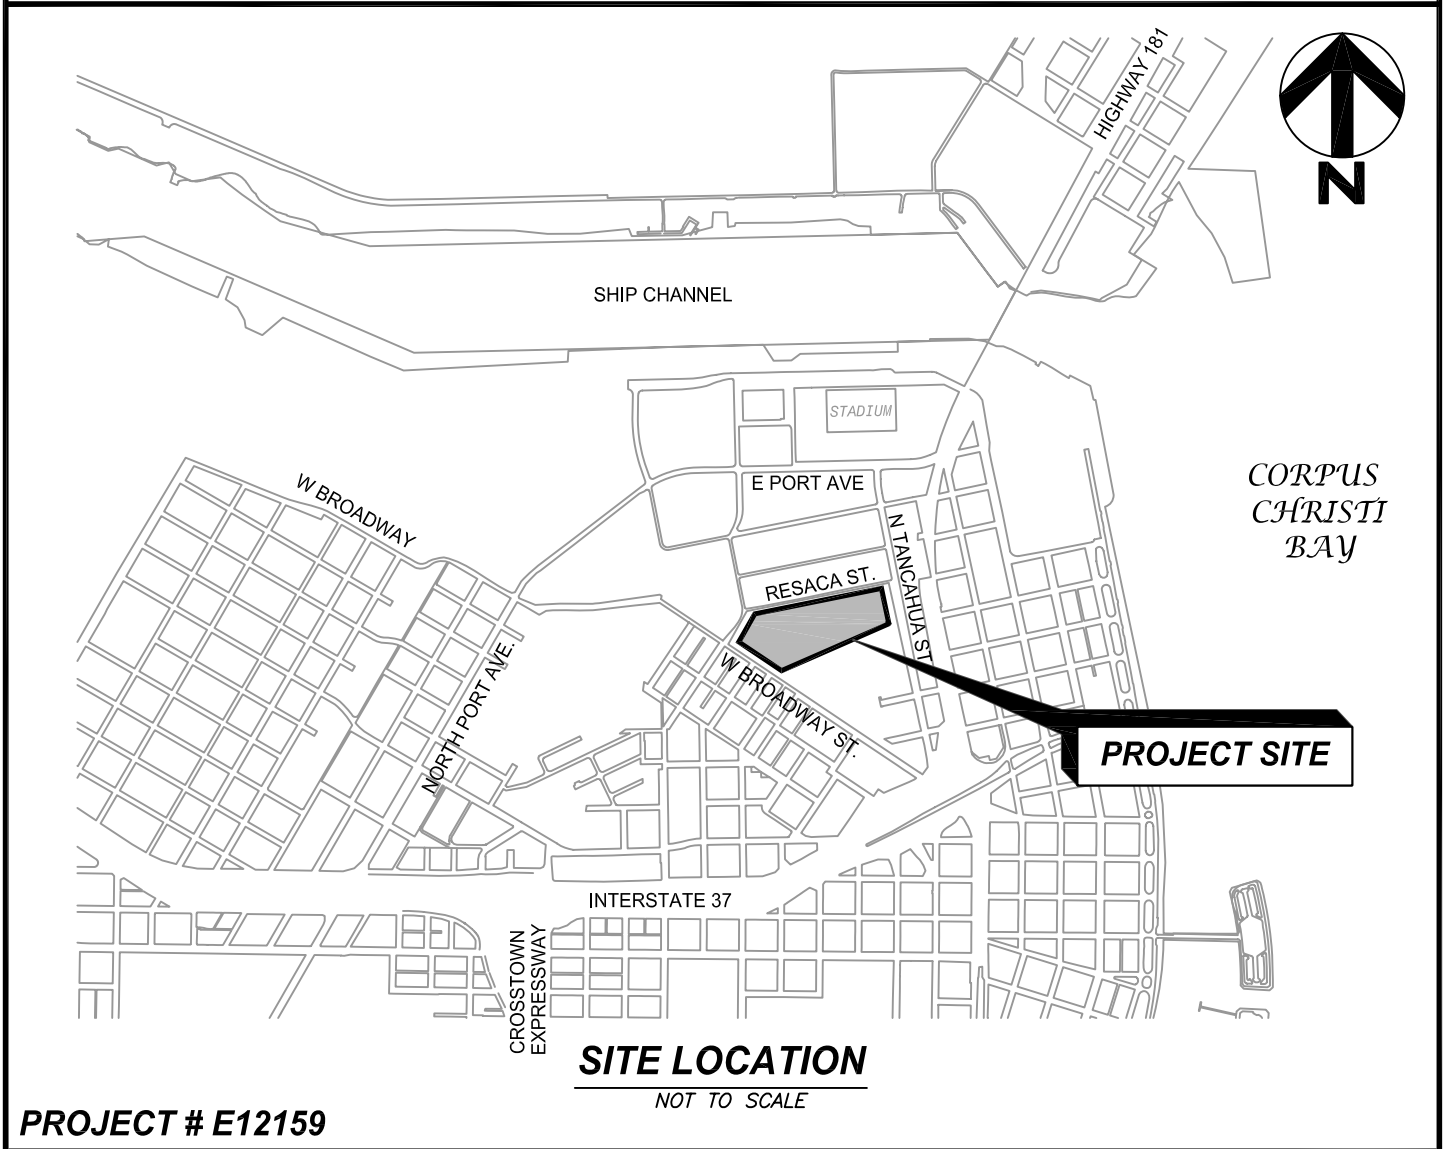 HIGHWAY 181
N
SHIP CHANNEL
STADIUM
W BROADWAY
E PORT AVE
CORPUS
CHRISTI
BAY
N TANCAHUA ST
RESACA ST.
NORTH PORT AVE.
W BROADWAY ST.
PROJECT SITE
INTERSTATE 37
CROSSTOWN
EXPRESSWAY
SITE LOCATION
NOT TO SCALE
PROJECT # E12159